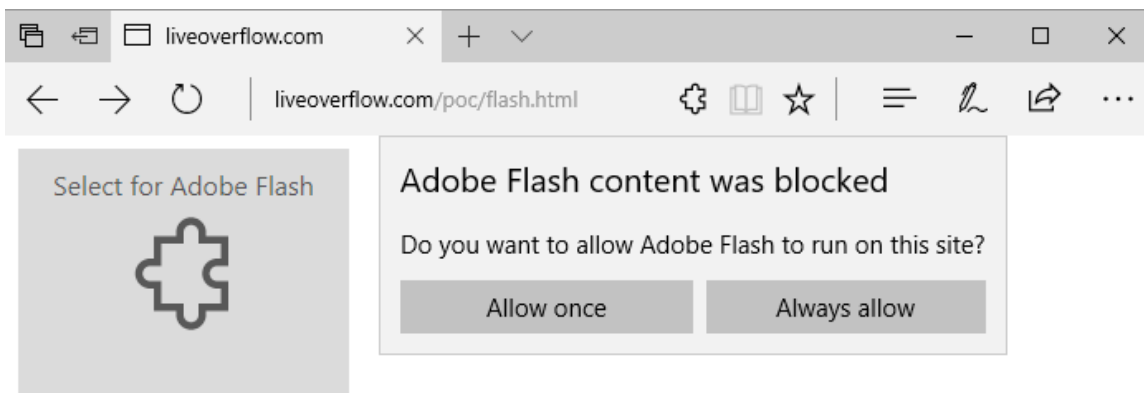 liveoverflow.com
liveoverflow.com/poc/flash.html
Select for Adobe Flash
Adobe Flash content was blocked
Do you want to allow Adobe Flash to run on this site?
Allow once
Always allow